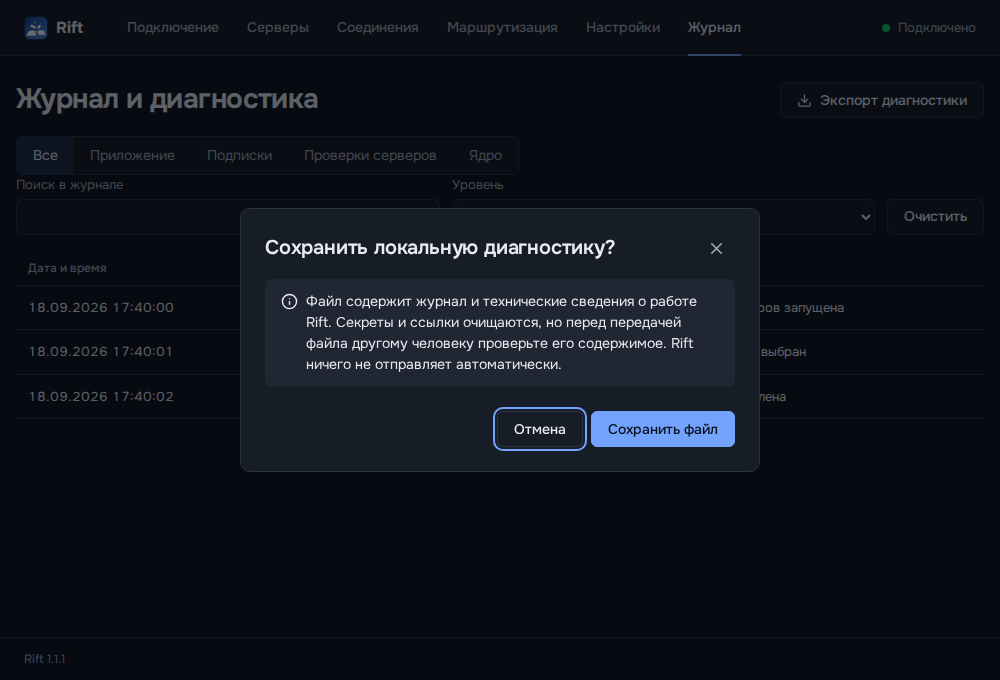 Rift Подключение Серверы Соединения Маршрутизация Настройки Журнал Подключено
Журнал и диагностика Экспорт диагностики
Все Приложение Подписки Проверки серверов Ядро
Поиск в журнале Уровень
Очистить
Сохранить локальную диагностику?
Дата и время
Файл содержит журнал и технические сведения о работе
18.09.2026 17:40:00 запущена
Rift. Секреты и ссылки очищаются, но перед передачей
файла другому человеку проверьте его содержимое. Rift
18.09.2026 17:40:01 выбран
ничего не отправляет автоматически.
18.09.2026 17:40:02
Отмена Сохранить файл
Rift 1.1.1